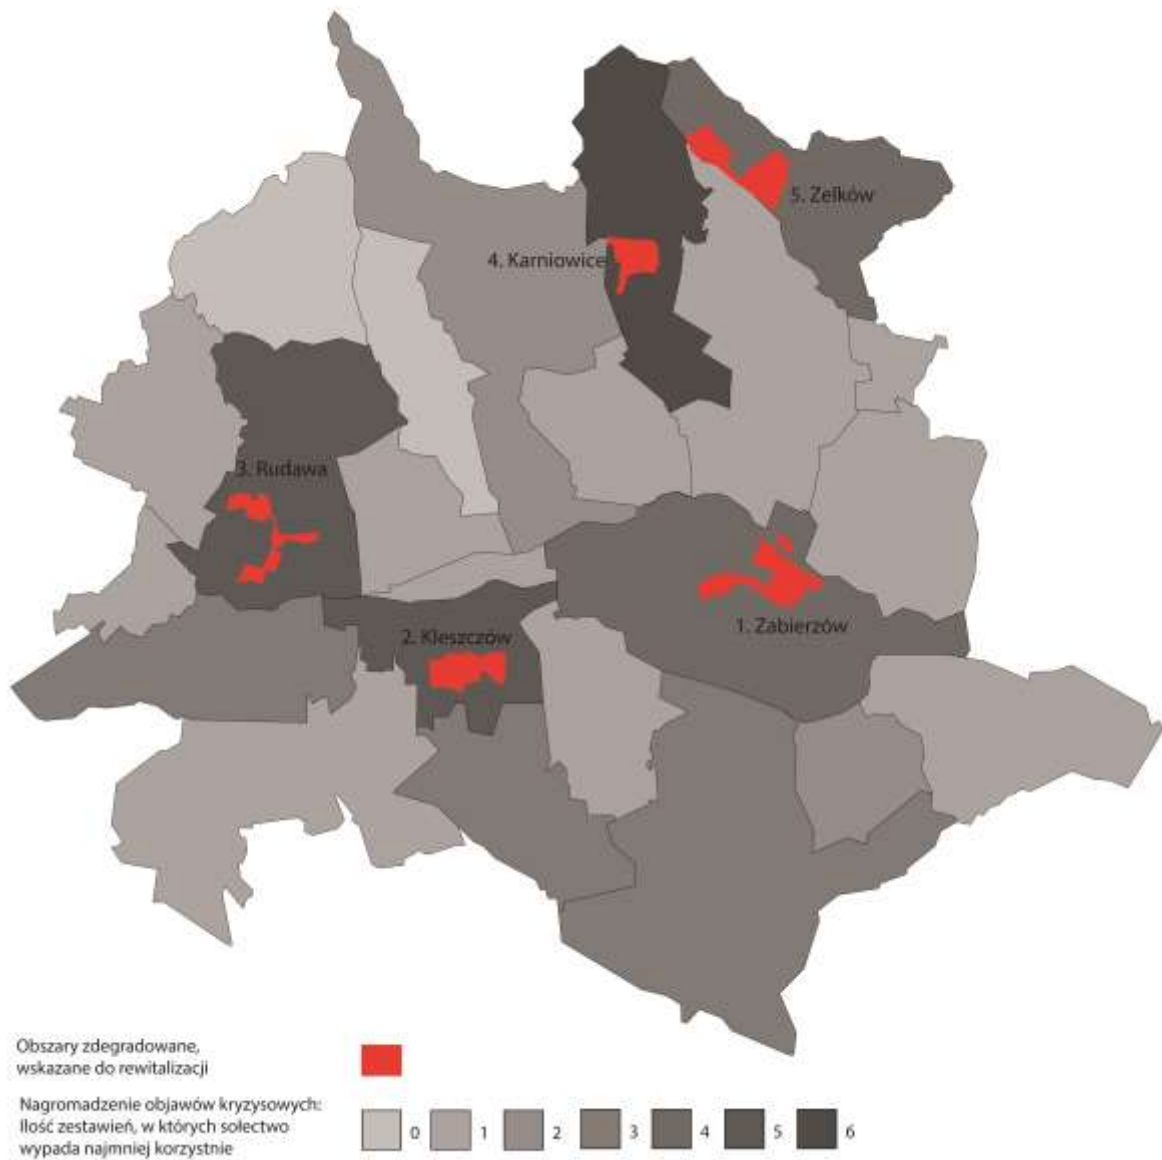 5. Zelków
4. Karniowice
3. Rudawa
2. Kleszczów
1. Zabierzów
Obszary zdegradowane,
wskazane do rewitalizacji
Nagromadzenie objawów kryzysowych:
Ilość zestawień, w których sołectwo
wypada najmniej korzystnie
0 1 2 3 4 5 6